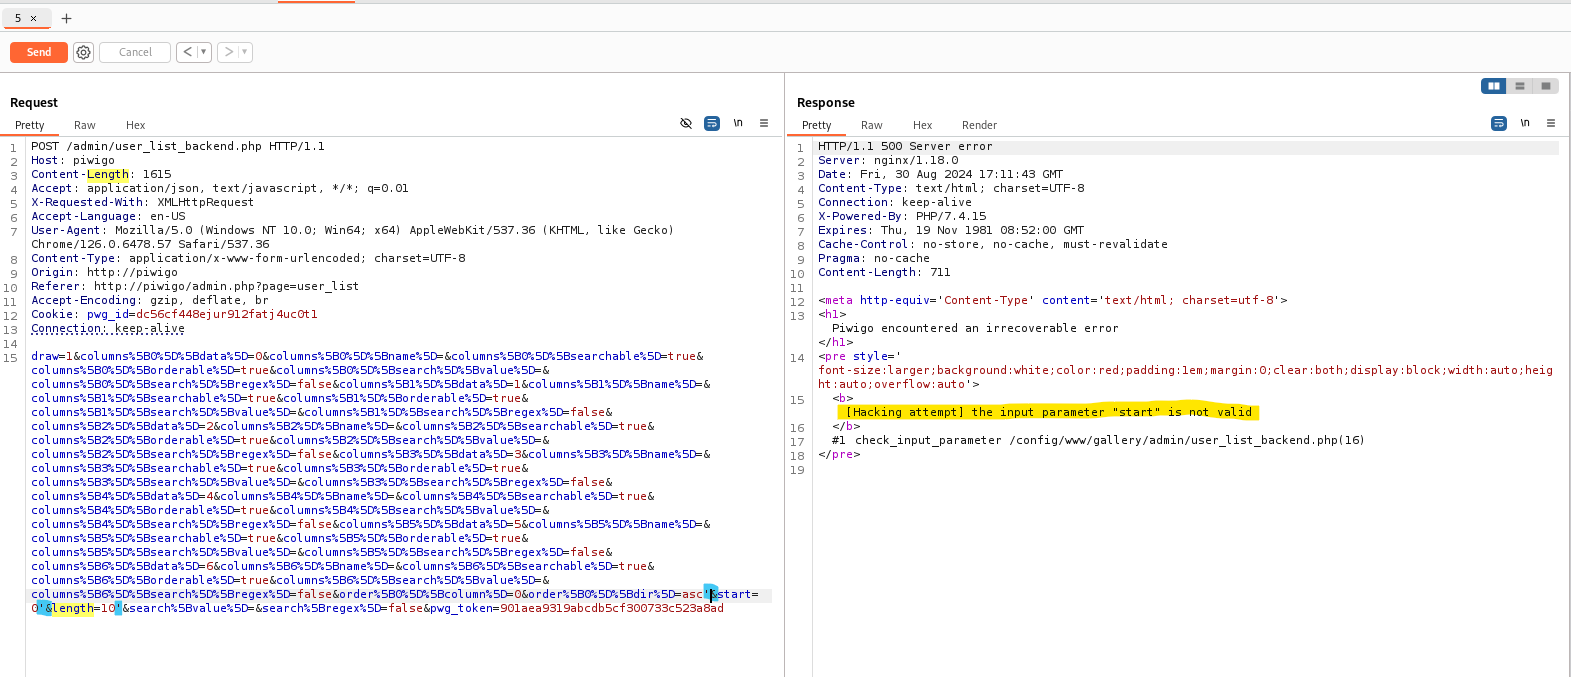 5 × +
Send Cancel < >
Request
Pretty Raw Hex \n
1 POST /admin/user_list_backend.php HTTP/1.1
2 Host: piwigo
3 Content-Length: 1615
4 Accept: application/json, text/javascript, */*; q=0.01
5 X-Requested-With: XMLHttpRequest
6 Accept-Language: en-US
7 User-Agent: Mozilla/5.0 (Windows NT 10.0; Win64; x64) AppleWebKit/537.36 (KHTML, like Gecko)
Chrome/126.0.6478.57 Safari/537.36
8 Content-Type: application/x-www-form-urlencoded; charset=UTF-8
9 Origin: http://piwigo
10 Referer: http://piwigo/admin.php?page=user_list
11 Accept-Encoding: gzip, deflate, br
12 Cookie: pwg_id=dc56cf448ejur912fatj4uc0t1
13 Connection: keep-alive
14
15 draw=1&columns%5B0%5D%5Bdata%5D=0&columns%5B0%5D%5Bname%5D=&columns%5B0%5D%5Bsearchable%5D=true&
columns%5B0%5D%5Borderable%5D=true&columns%5B0%5D%5Bsearch%5D%5Bvalue%5D=&
columns%5B0%5D%5Bsearch%5D%5Bregex%5D=false&columns%5B1%5D%5Bdata%5D=1&columns%5B1%5D%5Bname%5D=&
columns%5B1%5D%5Bsearchable%5D=true&columns%5B1%5D%5Borderable%5D=true&
columns%5B1%5D%5Bsearch%5D%5Bvalue%5D=&columns%5B1%5D%5Bsearch%5D%5Bregex%5D=false&
columns%5B2%5D%5Bdata%5D=2&columns%5B2%5D%5Bname%5D=&columns%5B2%5D%5Bsearchable%5D=true&
columns%5B2%5D%5Borderable%5D=true&columns%5B2%5D%5Bsearch%5D%5Bvalue%5D=&
columns%5B2%5D%5Bsearch%5D%5Bregex%5D=false&columns%5B3%5D%5Bdata%5D=3&columns%5B3%5D%5Bname%5D=&
columns%5B3%5D%5Bsearchable%5D=true&columns%5B3%5D%5Borderable%5D=true&
columns%5B3%5D%5Bsearch%5D%5Bvalue%5D=&columns%5B3%5D%5Bsearch%5D%5Bregex%5D=false&
columns%5B4%5D%5Bdata%5D=4&columns%5B4%5D%5Bname%5D=&columns%5B4%5D%5Bsearchable%5D=true&
columns%5B4%5D%5Borderable%5D=true&columns%5B4%5D%5Bsearch%5D%5Bvalue%5D=&
columns%5B4%5D%5Bsearch%5D%5Bregex%5D=false&columns%5B5%5D%5Bdata%5D=5&columns%5B5%5D%5Bname%5D=&
columns%5B5%5D%5Bsearchable%5D=true&columns%5B5%5D%5Borderable%5D=true&
columns%5B5%5D%5Bsearch%5D%5Bvalue%5D=&columns%5B5%5D%5Bsearch%5D%5Bregex%5D=false&
columns%5B6%5D%5Bdata%5D=6&columns%5B6%5D%5Bname%5D=&columns%5B6%5D%5Bsearchable%5D=true&
columns%5B6%5D%5Borderable%5D=true&columns%5B6%5D%5Bsearch%5D%5Bvalue%5D=&
columns%5B6%5D%5Bsearch%5D%5Bregex%5D=false&order%5B0%5D%5Bcolumn%5D=0&order%5B0%5D%5Bdir%5D=asc'&start=
0'&length=10'&search%5Bvalue%5D=&search%5Bregex%5D=false&pwg_token=901aea9319abcdb5cf300733c523a8ad
Response
Pretty Raw Hex Render \n
1 HTTP/1.1 500 Server error
2 Server: nginx/1.18.0
3 Date: Fri, 30 Aug 2024 17:11:43 GMT
4 Content-Type: text/html; charset=UTF-8
5 Connection: keep-alive
6 X-Powered-By: PHP/7.4.15
7 Expires: Thu, 19 Nov 1981 08:52:00 GMT
8 Cache-Control: no-store, no-cache, must-revalidate
9 Pragma: no-cache
10 Content-Length: 711
11
12 <meta http-equiv='Content-Type' content='text/html; charset=utf-8'>
13 <h1>
Piwigo encountered an irrecoverable error
</h1>
14 <pre style='
font-size:larger;background:white;color:red;padding:1em;margin:0;clear:both;display:block;width:auto;heig
ht:auto;overflow:auto'>
15 <b>
[Hacking attempt] the input parameter "start" is not valid
16 </b>
17 #1 check_input_parameter /config/www/gallery/admin/user_list_backend.php(16)
18 </pre>
19